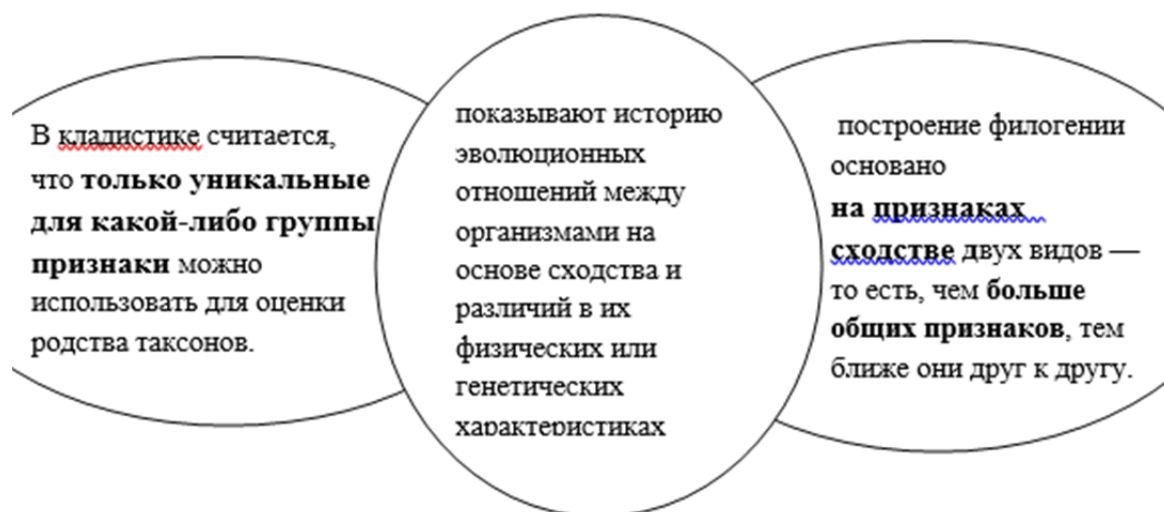 В кладистике считается,
что только уникальные
для какой-либо группы
признаки можно
использовать для оценки
родства таксонов.
показывают историю
эволюционных
отношений между
организмами на
основе сходства и
различий в их
физических или
генетических
характеристиках
построение филогении
основано
на признаках
сходстве двух видов —
то есть, чем больше
общих признаков, тем
ближе они друг к другу.